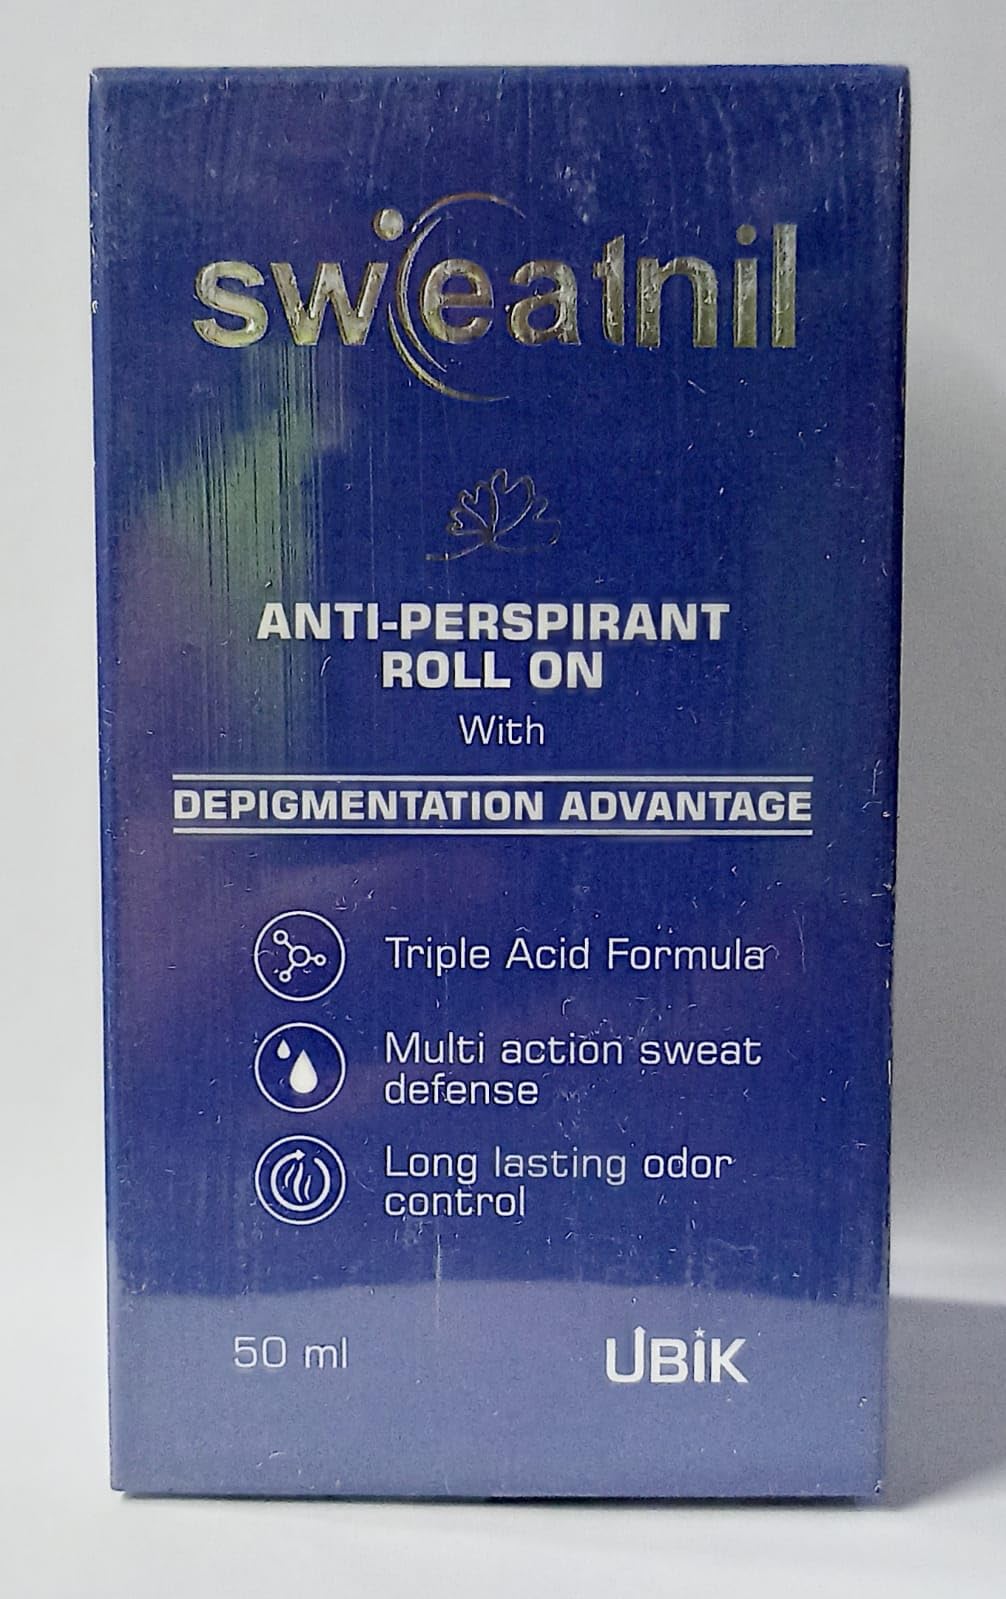 sweatnil
ANTI-PERSPIRANT
ROLL ON
With
DEPIGMENTATION ADVANTAGE
Triple Acid Formula
Multi action sweat
defense
Long lasting odor
control
50 ml
UBiK